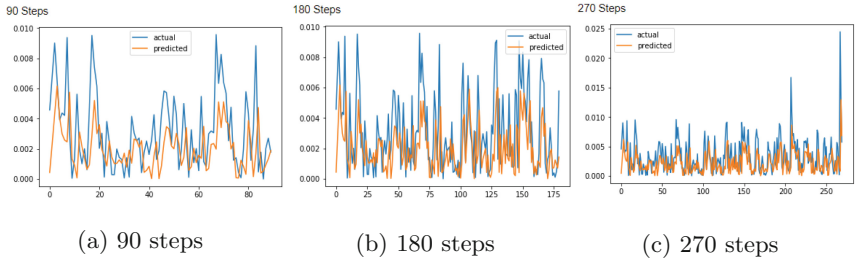 90 Steps
0.010
0.008
0.006
0.004
0.002
0.000
0 20 40 60 80
actual
predicted
(a) 90 steps
180 Steps
0.010
0.008
0.006
0.004
0.002
0.000
0 25 50 75 100 125 150 175
actual
predicted
(b) 180 steps
270 Steps
0.025
0.020
0.015
0.010
0.005
0.000
0 50 100 150 200 250
actual
predicted
(c) 270 steps